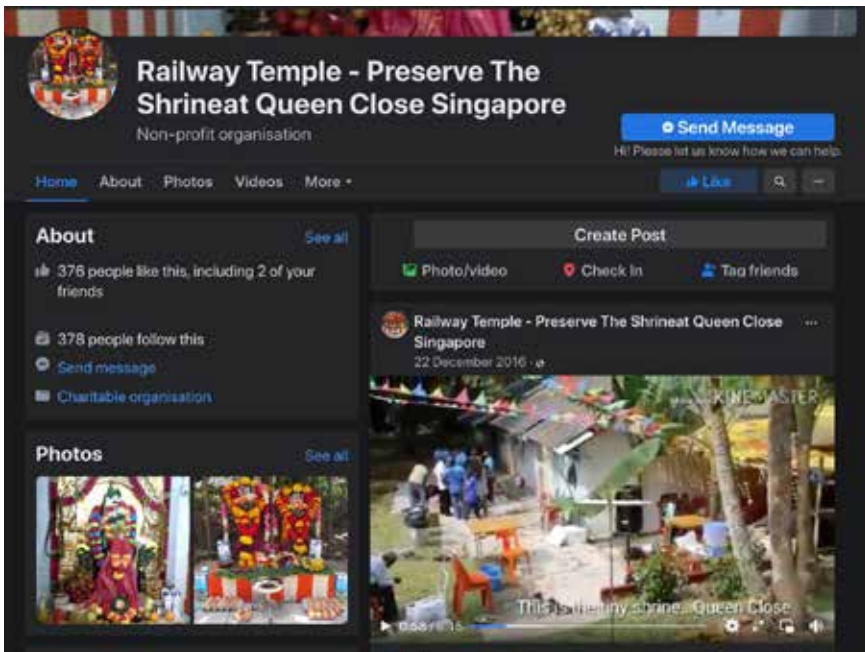 Railway Temple - Preserve The
Shrineat Queen Close Singapore
Non-profit organisation
Send Message
Hi! Please let us know how we can help.
Home About Photos Videos More
Like
About
See all
376 people like this, including 2 of your
friends
378 people follow this
Send message
Charitable organisation
Photos
See all
Create Post
Photo/video Check In Tag friends
Railway Temple - Preserve The Shrineat Queen Close
Singapore
22 December 2016
KINEMASTER
This is the tiny shrine.. Queen Close